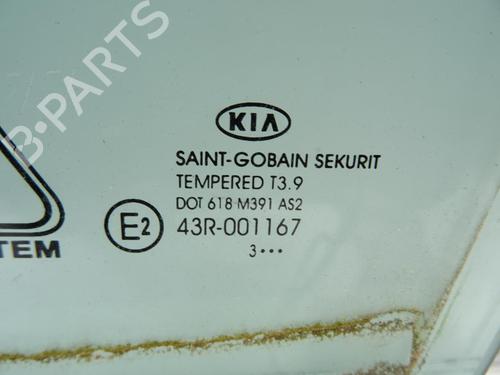 B-PARTS
KIA
SAINT-GOBAIN SEKURIT
TEMPERED T3.9
DOT 618 M391 AS2
E2 43R-001167
3•••
TEM